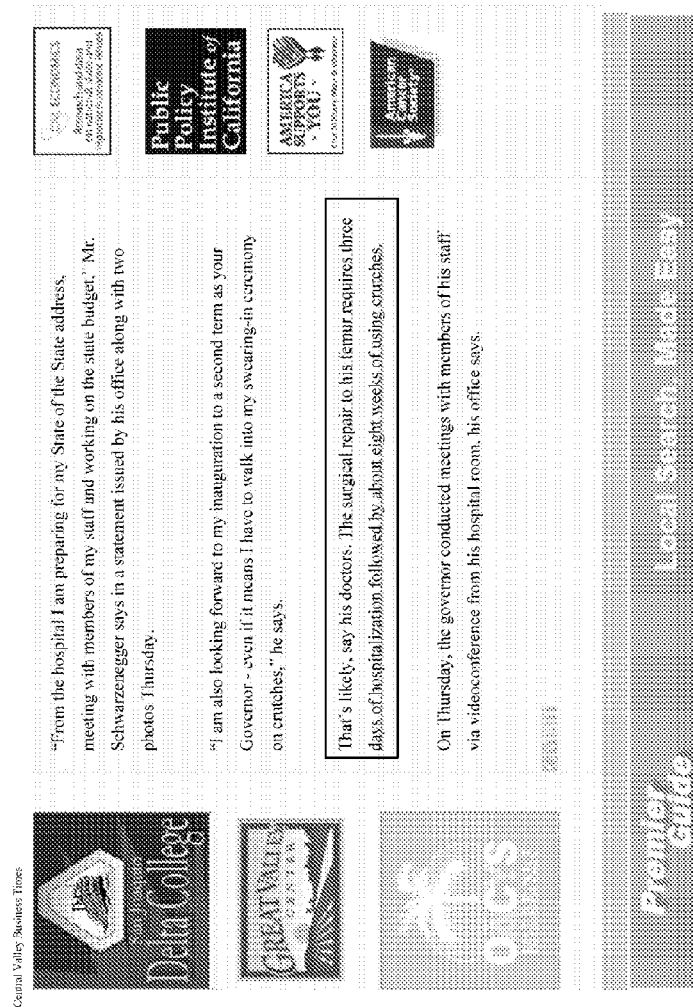 Central Valley Business Times
San Joaquin
Delta College
GREAT VALLEY
CENTER
"From the hospital I am preparing for my State of the State address,
meeting with members of my staff and working on the state budget," Mr.
Schwarzenegger says in a statement issued by his office along with two
photos Thursday.
"I am also looking forward to my inauguration to a second term as your
Governor - even if it means I have to walk into my swearing-in ceremony
on crutches," he says.
That's likely, say his doctors. The surgical repair to his femur requires three
days of hospitalization followed by about eight weeks of using crutches.
On Thursday, the governor conducted meetings with members of his staff
via videoconference from his hospital room, his office says.
Public
Policy
Institute of
California
AMERICA
SUPPORTS
YOU
American
Cancer
Society
Premier
Guide
Local Search Made Easy